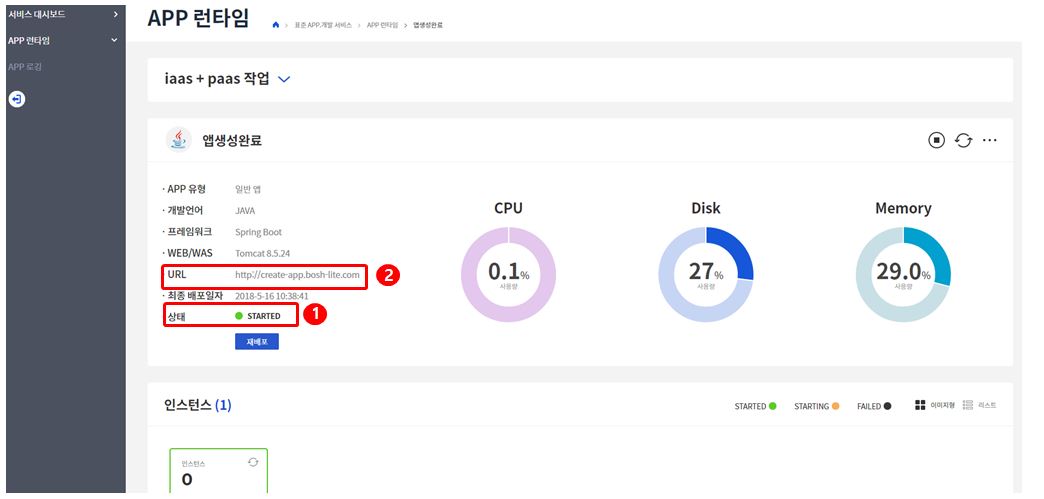 서비스 대시보드
APP 런타임
APP 로깅
APP 런타임
표준 APP.개발 서비스 > APP 런타임 > 앱생성완료
iaas + paas 작업
앱생성완료
· APP 유형 일반 앱
· 개발언어 JAVA
· 프레임워크 Spring Boot
· WEB/WAS Tomcat 8.5.24
URL http://create-app.bosh-lite.com
2
· 최종 배포일자 2018-5-16 10:38:41
상태 STARTED
1
재배포
CPU
0.1%
사용량
Disk
27%
사용량
Memory
29.0%
사용량
인스턴스 (1)
STARTED STARTING FAILED 이미지형 리스트
인스턴스
0